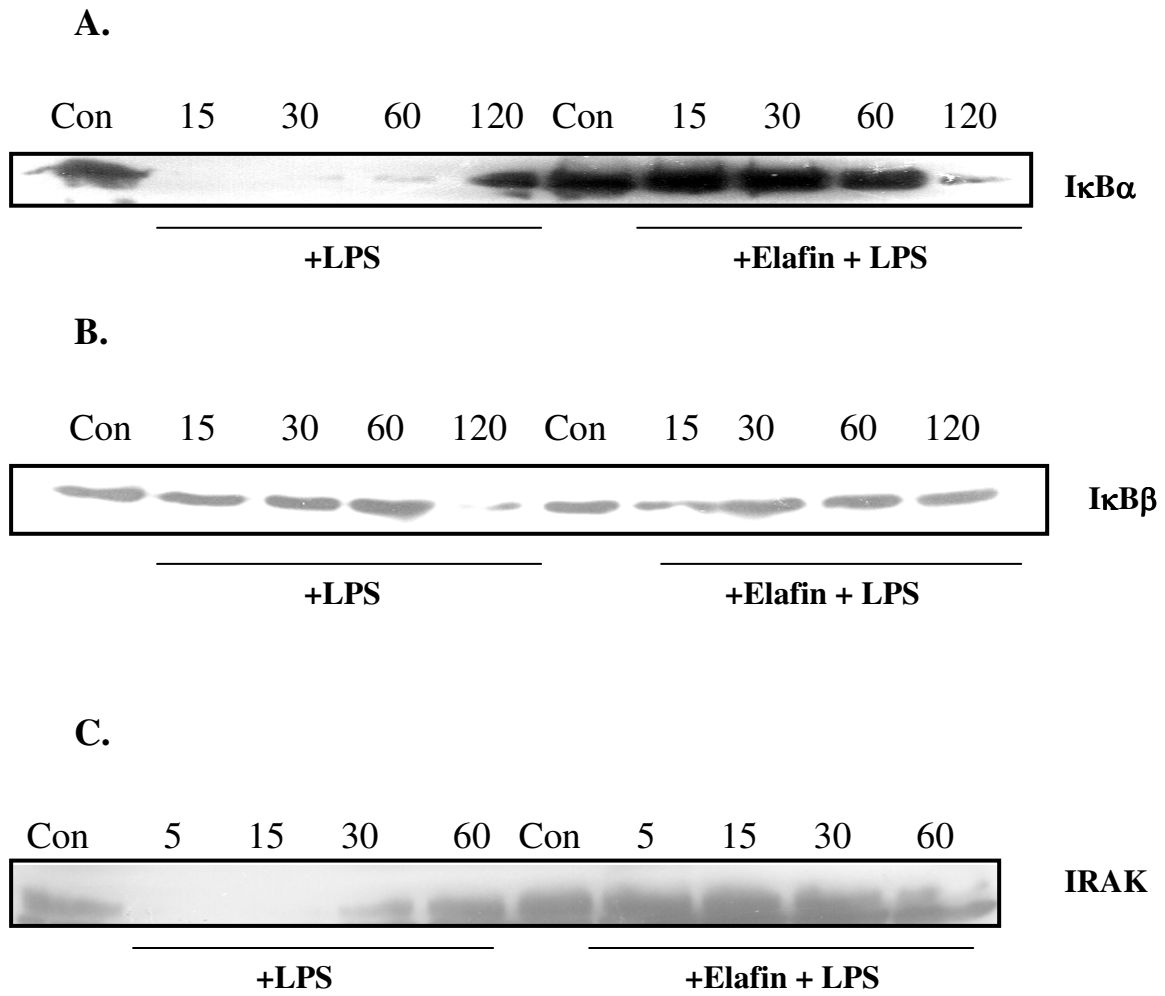 A.
Con 15 30 60 120 Con 15 30 60 120
IκBα
+LPS +Elafin + LPS
B.
Con 15 30 60 120 Con 15 30 60 120
IκBβ
+LPS +Elafin + LPS
C.
Con 5 15 30 60 Con 5 15 30 60
IRAK
+LPS +Elafin + LPS